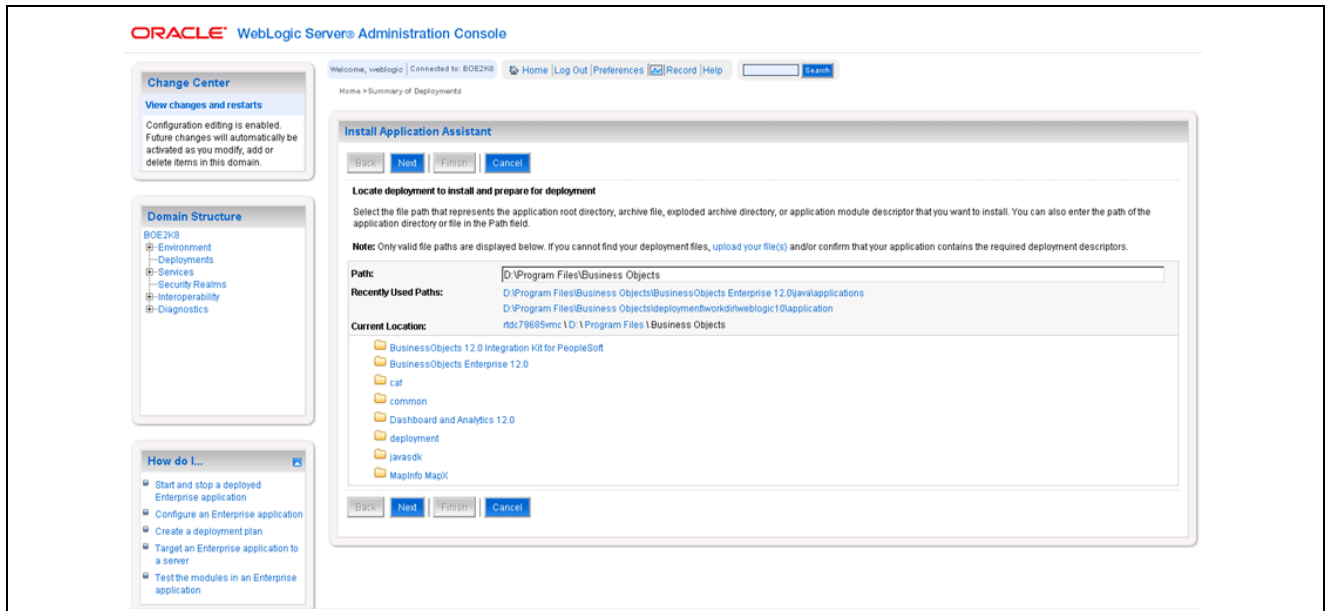 ORACLE WebLogic Server® Administration Console
Change Center
View changes and restarts
Configuration editing is enabled.
Future changes will automatically be
activated as you modify, add or
delete items in this domain.
Domain Structure
BOE2K8
Environment
Deployments
Services
Security Realms
Interoperability
Diagnostics
How do I...
Start and stop a deployed
Enterprise application
Configure an Enterprise application
Create a deployment plan
Target an Enterprise application to
a server
Test the modules in an Enterprise
application
Welcome, weblogic | Connected to: BOE2K8 Home | Log Out | Preferences | Record | Help Search
Home > Summary of Deployments
Install Application Assistant
Back Next Finish Cancel
Locate deployment to install and prepare for deployment
Select the file path that represents the application root directory, archive file, exploded archive directory, or application module descriptor that you want to install. You can also enter the path of the
application directory or file in the Path field.
Note: Only valid file paths are displayed below. If you cannot find your deployment files, upload your file(s) and/or confirm that your application contains the required deployment descriptors.
Path: D:\Program Files\Business Objects
Recently Used Paths: D:\Program Files\Business Objects\BusinessObjects Enterprise 12.0\java\applications
D:\Program Files\Business Objects\deployment\workdir\weblogic10\application
Current Location: rtdc79685vmc \ D: \ Program Files \ Business Objects
BusinessObjects 12.0 Integration Kit for PeopleSoft
BusinessObjects Enterprise 12.0
caf
common
Dashboard and Analytics 12.0
deployment
javasdk
MapInfo MapX
Back Next Finish Cancel